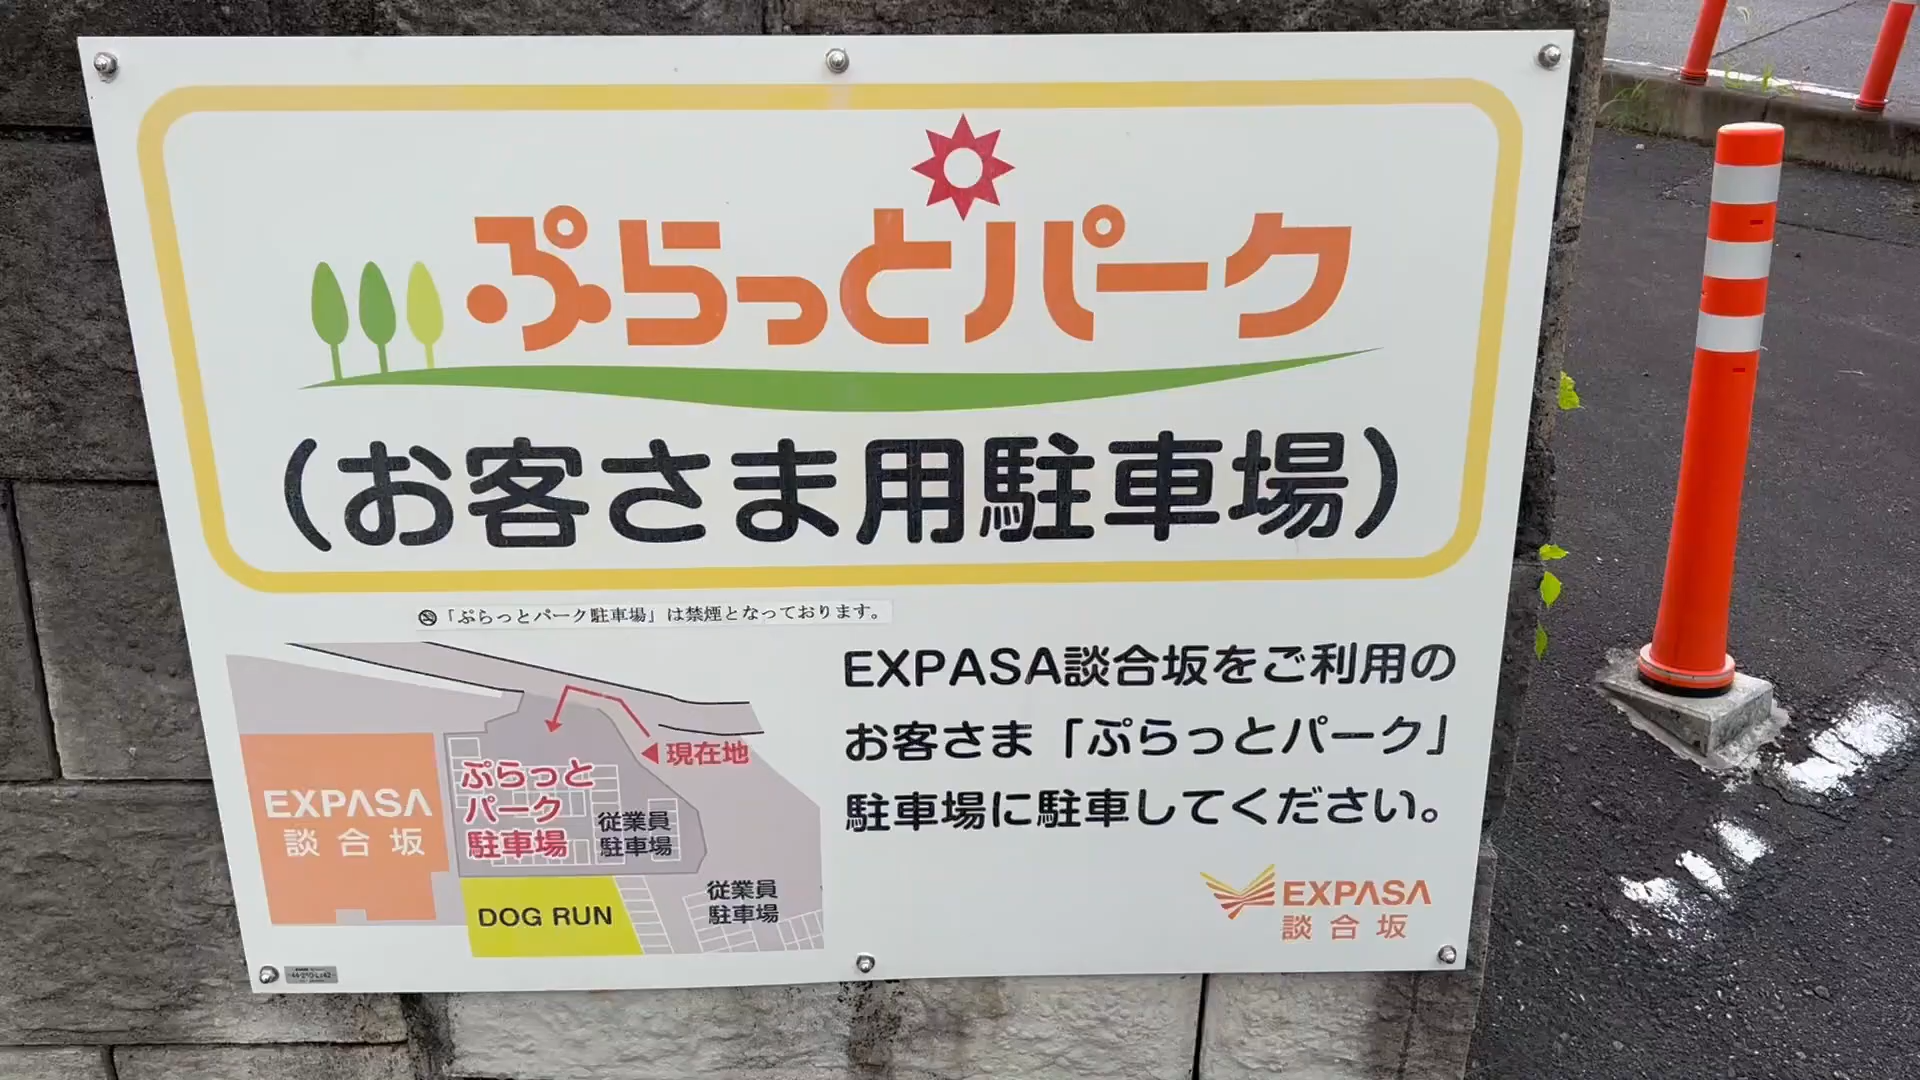 ぷらっとパーク
(お客さま用駐車場)
「ぷらっとパーク駐車場」は禁煙となっております。
EXPASA談合坂をご利用の
お客さま「ぷらっとパーク」
駐車場に駐車してください。
現在地
ぷらっと
パーク
駐車場
従業員
駐車場
EXPASA
談合坂
DOG RUN
従業員
駐車場
EXPASA
談合坂